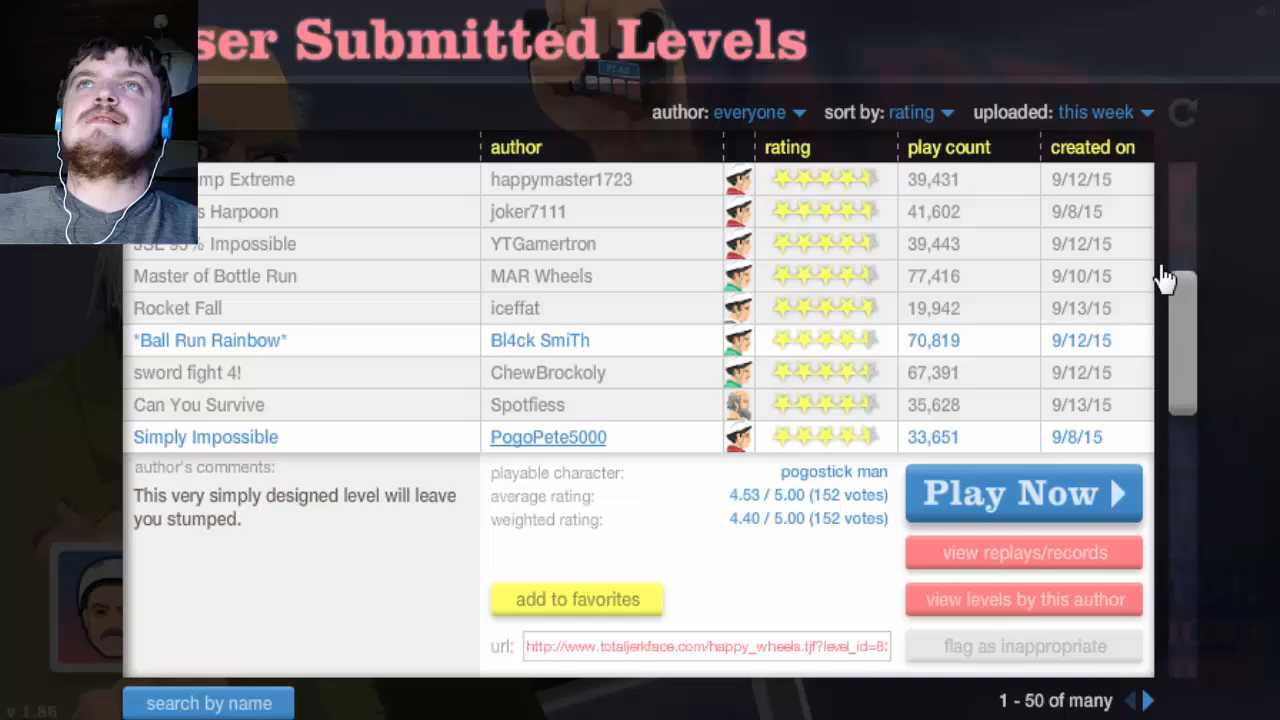 ser Submitted Levels
author: everyone sort by: rating uploaded: this week
author rating play count created on
mp Extreme happymaster1723 39,431 9/12/15
s Harpoon joker7111 41,602 9/8/15
JSE 95% Impossible YTGamertron 39,443 9/12/15
Master of Bottle Run MAR Wheels 77,416 9/10/15
Rocket Fall iceffat 19,942 9/13/15
*Ball Run Rainbow* Bl4ck SmiTh 70,819 9/12/15
sword fight 4! ChewBrockoly 67,391 9/12/15
Can You Survive Spotfiess 35,628 9/13/15
Simply Impossible PogoPete5000 33,651 9/8/15
author's comments:
This very simply designed level will leave
you stumped.
playable character: pogostick man
average rating: 4.53 / 5.00 (152 votes)
weighted rating: 4.40 / 5.00 (152 votes)
add to favorites
url: http://www.totaljerkface.com/happy_wheels.tjf?level_id=8
Play Now
view replays/records
view levels by this author
flag as inappropriate
search by name
1 - 50 of many
v 1.85